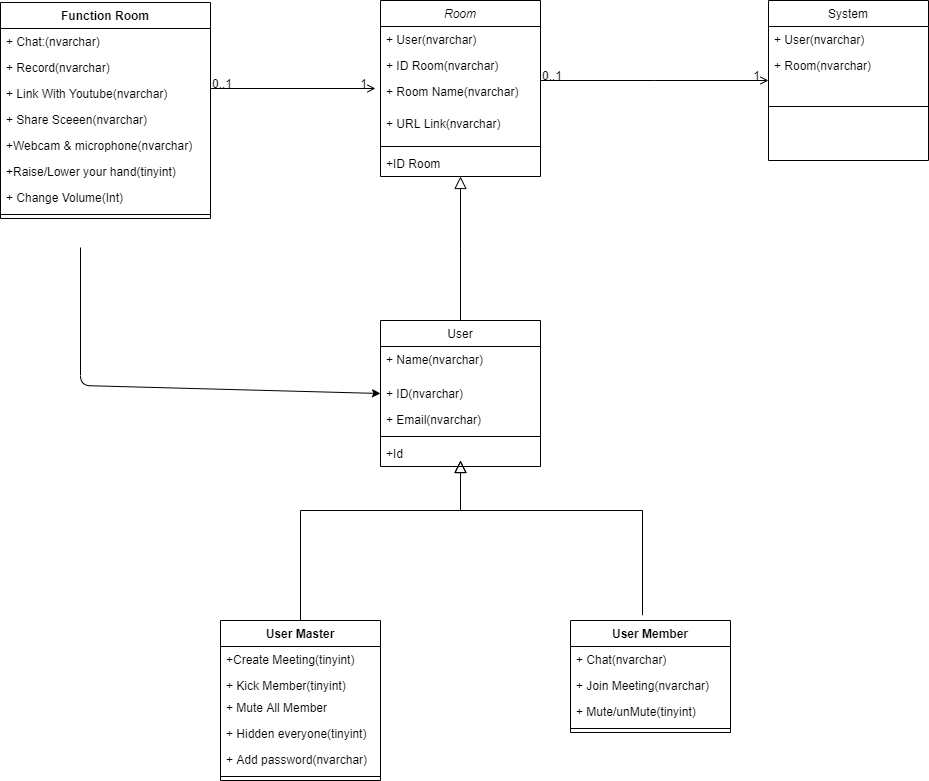 Function Room
+ Chat:(nvarchar)
+ Record(nvarchar)
+ Link With Youtube(nvarchar)
+ Share Sceeen(nvarchar)
+Webcam & microphone(nvarchar)
+Raise/Lower your hand(tinyint)
+ Change Volume(Int)
0..1
1
Room
+ User(nvarchar)
+ ID Room(nvarchar)
+ Room Name(nvarchar)
+ URL Link(nvarchar)
+ID Room
0..1
1
System
+ User(nvarchar)
+ Room(nvarchar)
User
+ Name(nvarchar)
+ ID(nvarchar)
+ Email(nvarchar)
+Id
User Master
+Create Meeting(tinyint)
+ Kick Member(tinyint)
+ Mute All Member
+ Hidden everyone(tinyint)
+ Add password(nvarchar)
User Member
+ Chat(nvarchar)
+ Join Meeting(nvarchar)
+ Mute/unMute(tinyint)